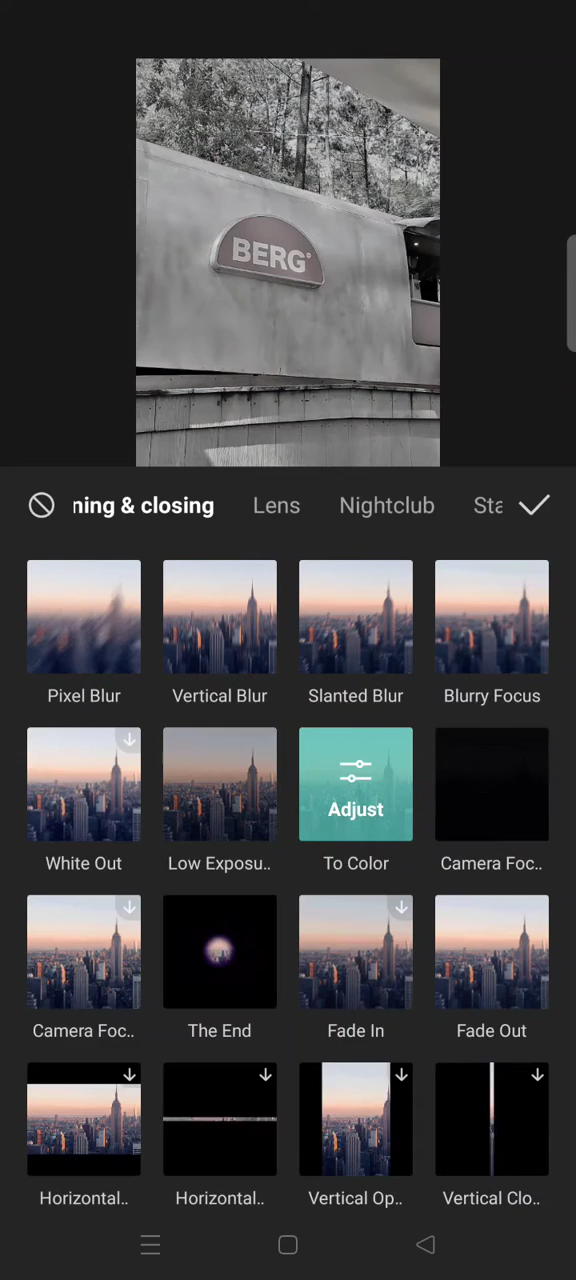 BERG®
ning & closing
Lens
Nightclub
Sta
Pixel Blur
Vertical Blur
Slanted Blur
Blurry Focus
White Out
Low Exposu..
Adjust
To Color
Camera Foc..
Camera Foc..
The End
Fade In
Fade Out
Horizontal..
Horizontal..
Vertical Op..
Vertical Clo..